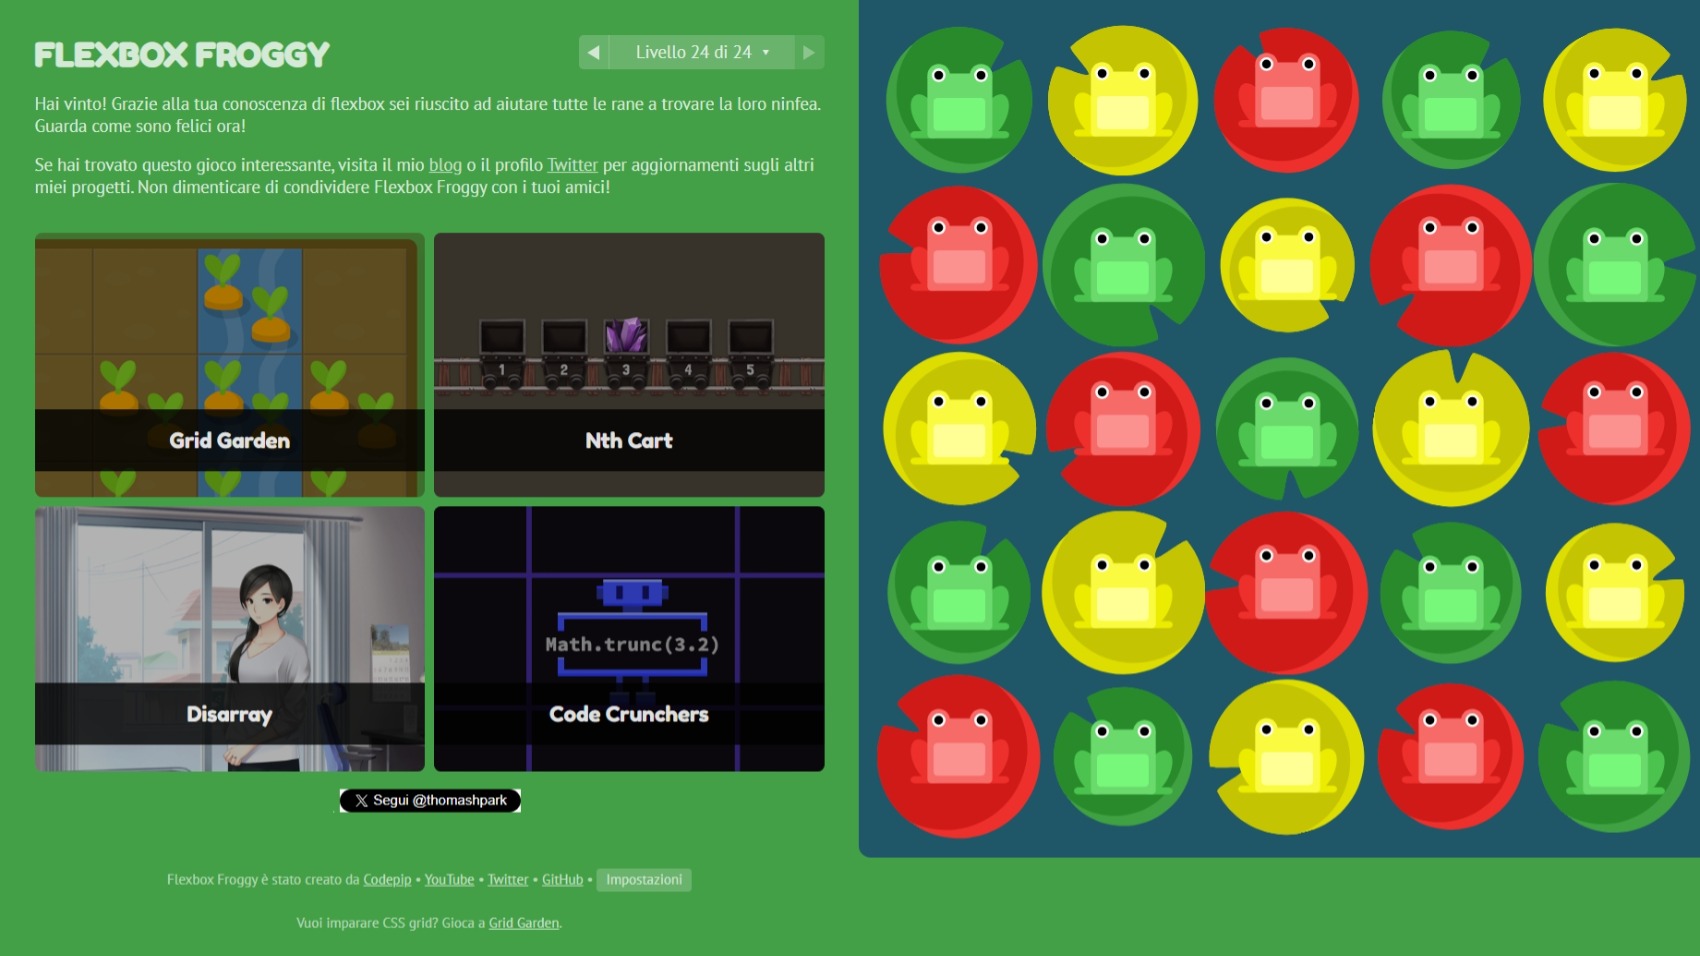 FLEXBOX FROGGY
Livello 24 di 24
Hai vinto! Grazie alla tua conoscenza di flexbox sei riuscito ad aiutare tutte le rane a trovare la loro ninfea.
Guarda come sono felici ora!
Se hai trovato questo gioco interessante, visita il mio blog o il profilo Twitter per aggiornamenti sugli altri
miei progetti. Non dimenticare di condividere Flexbox Froggy con i tuoi amici!
Grid Garden
1 2 3 4 5
Nth Cart
Disarray
Math.trunc(3.2)
Code Crunchers
Segui @thomashpark
Flexbox Froggy è stato creato da Codepip • YouTube • Twitter • GitHub • Impostazioni
Vuoi imparare CSS grid? Gioca a Grid Garden.